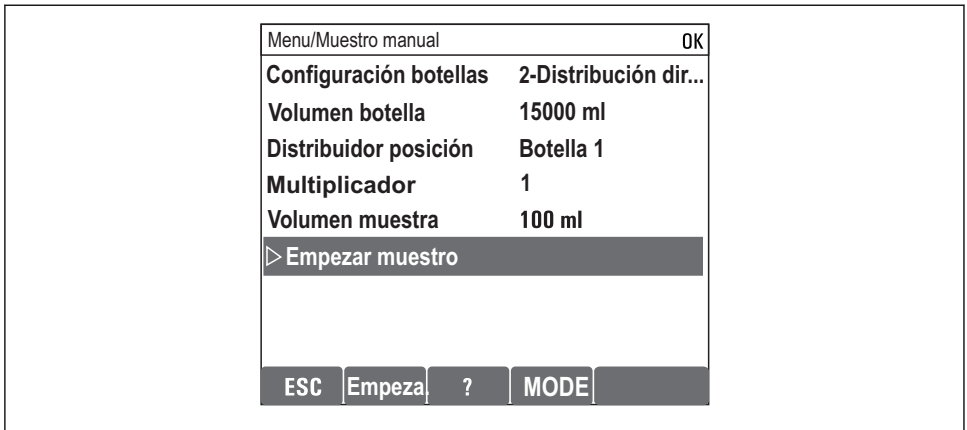 Menu/Muestro manual OK
Configuración botellas 2-Distribución dir...
Volumen botella 15000 ml
Distribuidor posición Botella 1
Multiplicador 1
Volumen muestra 100 ml
▷ Empezar muestro
ESC Empeza. ? MODE